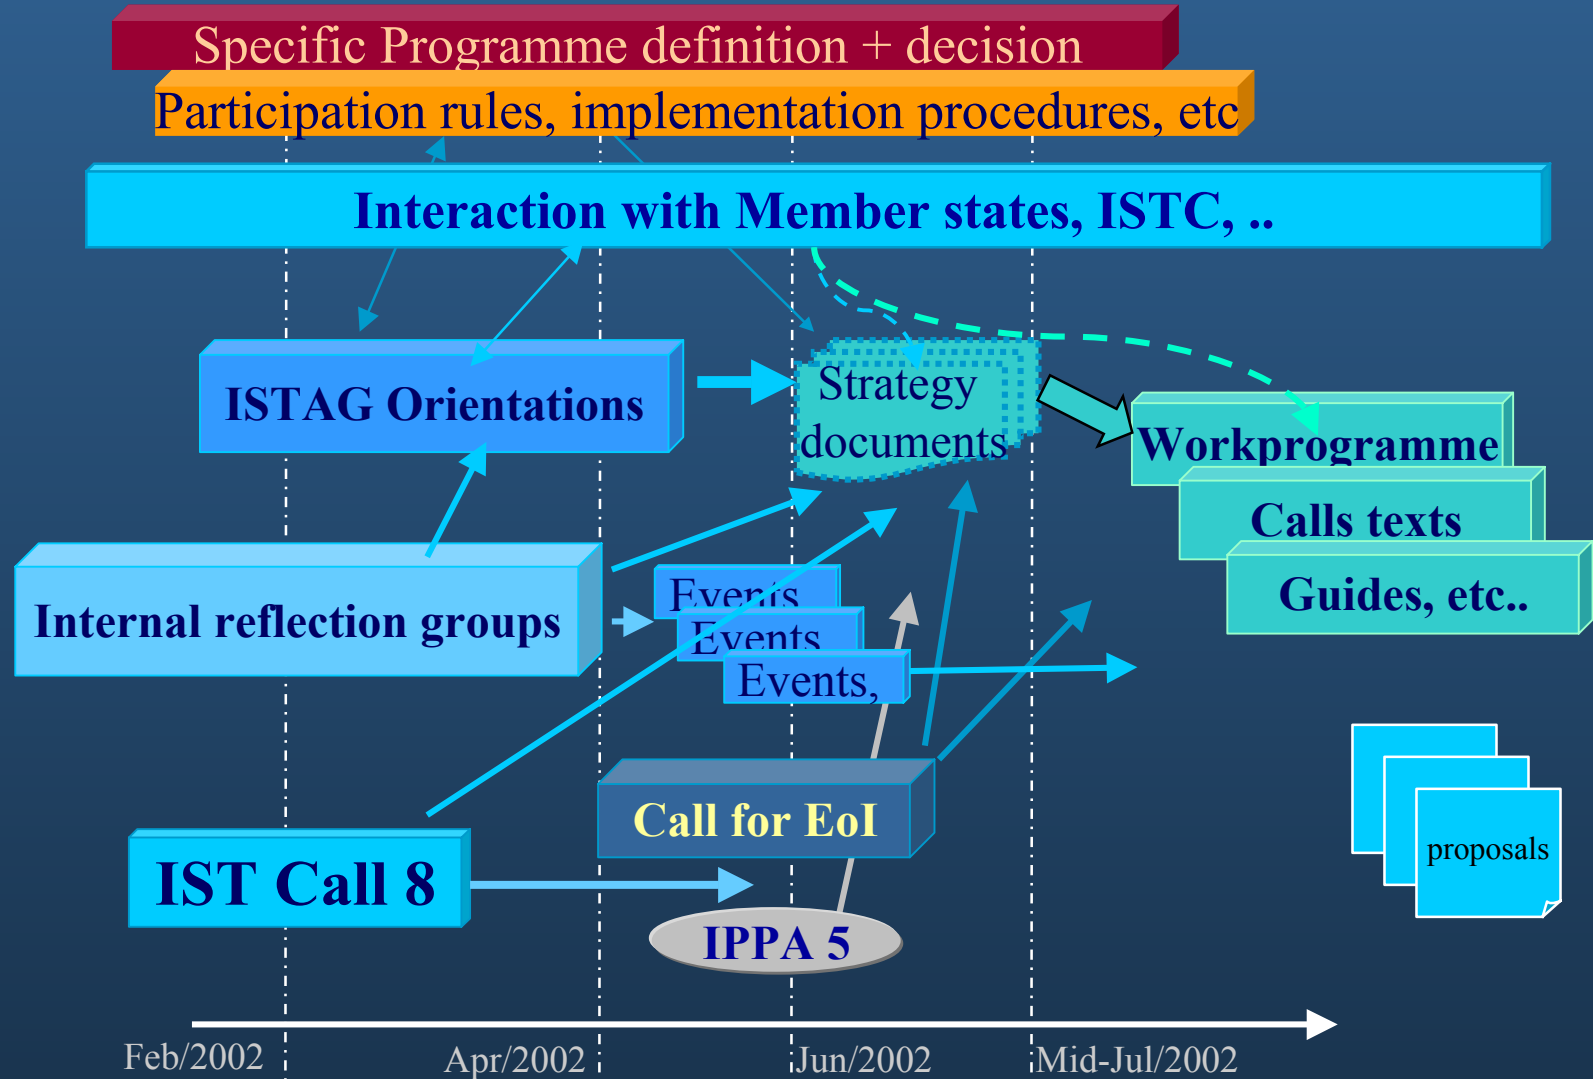 Specific Programme definition + decision
Participation rules, implementation procedures, etc
Interaction with Member states, ISTC, ..
ISTAG Orientations
Strategy
documents
Workprogramme
Calls texts
Guides, etc..
Internal reflection groups
Events
Events
Events,
Call for EoI
IST Call 8
IPPA 5
proposals
Feb/2002
Apr/2002
Jun/2002
Mid-Jul/2002